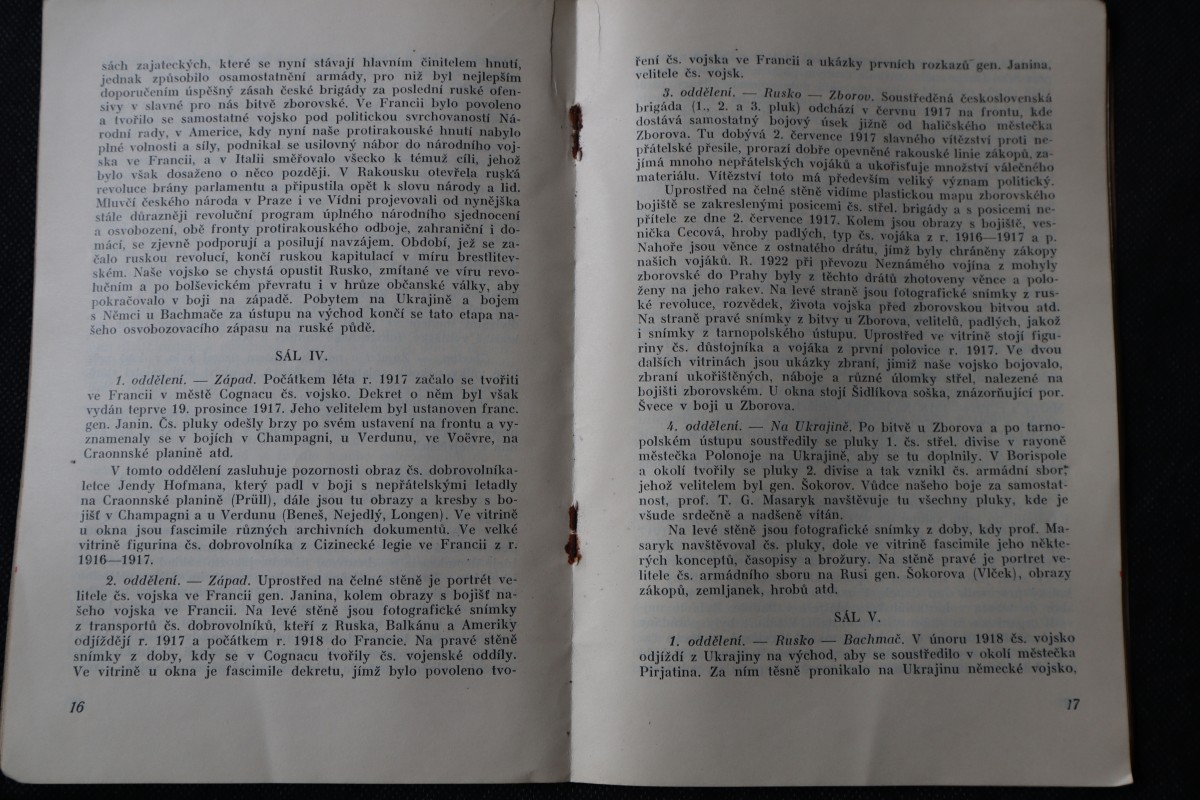 sách zajateckých, které se nyní stávají hlavním činitelem hnutí,
jednak způsobilo osamostatnění armády, pro niž byl nejlepším
doporučením úspěšný zásah české brigády za poslední ruské ofen-
sivy v slavné pro nás bitvě zborovské. Ve Francii bylo povoleno
a tvořilo se samostatné vojsko pod politickou svrchovaností Ná-
rodní rady, v Americe, kdy nyní naše protirakouské hnutí nabylo
plné volnosti a síly, podnikal se usilovný nábor do národního voj-
ska ve Francii, a v Italii směřovalo všecko k témuž cíli, jehož
bylo však dosaženo o něco později. V Rakousku otevřela ruská
revoluce brány parlamentu a připustila opět k slovu národy a lid.
Mluvčí českého národa v Praze i ve Vídni projevovali od nynějška
stále důrazněji revoluční program úplného národního sjednocení
a osvobození, obě fronty protirakouského odboje, zahraniční i do-
mácí, se zjevně podporují a posilují navzájem. Období, jež se za-
čalo ruskou revolucí, končí ruskou kapitulací v míru brestlitev-
ském. Naše vojsko se chystá opustit Rusko, zmítané ve víru revo-
lučním a po bolševickém převratu i v hrůze občanské války, aby
pokračovalo v boji na západě. Pobytem na Ukrajině a bojem
s Němci u Bachmače za ústupu na východ končí se tato etapa na-
šeho osvobozovacího zápasu na ruské půdě.
SÁL IV.
1. oddělení. — Západ. Počátkem léta r. 1917 začalo se tvořiti
ve Francii v městě Cognacu čs. vojsko. Dekret o něm byl však
vydán teprve 19. prosince 1917. Jeho velitelem byl ustanoven franc.
gen. Janin. Čs. pluky odešly brzy po svém ustavení na frontu a vy-
znamenaly se v bojích v Champagni, u Verdunu, ve Voëvre, na
Craonnské planině atd.
V tomto oddělení zasluhuje pozornosti obraz čs. dobrovolníka-
letce Jendy Hofmana, který padl v boji s nepřátelskými letadly
na Craonnské planině (Prüll), dále jsou tu obrazy a kresby s bo-
jišť v Champagni a u Verdunu (Beneš, Nejedlý, Longen). Ve vitrině
u okna jsou fascimile různých archivních dokumentů. Ve velké
vitrině figurina čs. dobrovolníka z Cizinecké legie ve Francii z r.
1916—1917.
2. oddělení. — Západ. Uprostřed na čelné stěně je portrét ve-
litele čs. vojska ve Francii gen. Janina, kolem obrazy s bojišť na-
šeho vojska ve Francii. Na levé stěně jsou fotografické snímky
z transportů čs. dobrovolníků, kteří z Ruska, Balkánu a Ameriky
odjíždějí r. 1917 a počátkem r. 1918 do Francie. Na pravé stěně
snímky z doby, kdy se v Cognacu tvořily čs. vojenské oddíly.
Ve vitrině u okna je fascimile dekretu, jímž bylo povoleno tvo-
16
ření čs. vojska ve Francii a ukázky prvních rozkazů gen. Janina,
velitele čs. vojsk.
3. oddělení. — Rusko — Zborov. Soustředěná československá
brigáda (1., 2. a 3. pluk) odchází v červnu 1917 na frontu, kde
dostává samostatný bojový úsek jižně od haličského městečka
Zborova. Tu dobývá 2. července 1917 slavného vítězství proti ne-
přátelské přesile, prorazí dobře opevněné rakouské linie zákopů, za-
jímá mnoho nepřátelských vojáků a ukořisťuje množství válečného
materiálu. Vítězství toto má především veliký význam politický.
Uprostřed na čelné stěně vidíme plastickou mapu zborovského
bojiště se zakreslenými posicemi čs. střel. brigády a s posicemi ne-
přítele ze dne 2. července 1917. Kolem jsou obrazy s bojiště, ves-
nička Cecová, hroby padlých, typ čs. vojáka z r. 1916—1917 a p.
Nahoře jsou věnce z ostnatého drátu, jímž byly chráněny zákopy
našich vojáků. R. 1922 při převozu Neznámého vojína z mohyly
zborovské do Prahy byly z těchto drátů zhotoveny věnce a polo-
ženy na jeho rakev. Na levé straně jsou fotografické snímky z rus-
ké revoluce, rozvědek, života vojska před zborovskou bitvou atd.
Na straně pravé snímky z bitvy u Zborova, velitelů, padlých, jakož
i snímky z tarnopolského ústupu. Uprostřed ve vitrině stojí figu-
riny čs. důstojníka a vojáka z první polovice r. 1917. Ve dvou
dalších vitrinách jsou ukázky zbraní, jimiž naše vojsko bojovalo,
zbraní ukořištěných, náboje a různé úlomky střel, nalezené na
bojišti zborovském. U okna stojí Šidlíkova soška, znázorňující por.
Švece v boji u Zborova.
4. oddělení. — Na Ukrajině. Po bitvě u Zborova a po tarno-
polském ústupu soustředily se pluky 1. čs. střel. divise v rayoně
městečka Polonoje na Ukrajině, aby se tu doplnily. V Borispole
a okolí tvořily se pluky 2. divise a tak vznikl čs. armádní sbor,
jehož velitelem byl gen. Šokorov. Vůdce našeho boje za samostat-
nost, prof. T. G. Masaryk navštěvuje tu všechny pluky, kde je
všude srdečně a nadšeně vítán.
Na levé stěně jsou fotografické snímky z doby, kdy prof. Ma-
saryk navštěvoval čs. pluky, dole ve vitrině fascimile jeho někte-
rých konceptů, časopisy a brožury. Na stěně pravé je portret ve-
litele čs. armádního sboru na Rusi gen. Šokorova (Vlček), obrazy
zákopů, zemljanek, hrobů atd.
SÁL V.
1. oddělení. — Rusko — Bachmač. V únoru 1918 čs. vojsko
odjíždí z Ukrajiny na východ, aby se soustředilo v okolí městečka
Pirjatina. Za ním těsně pronikalo na Ukrajinu německé vojsko,
17